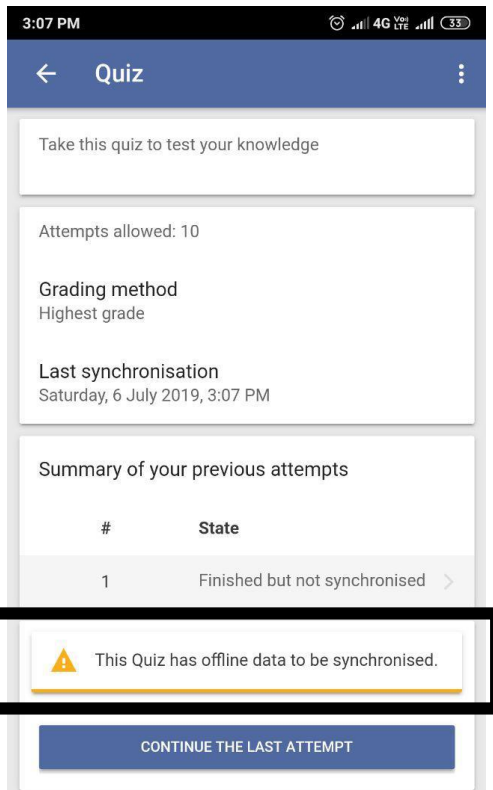 3:07 PM 4G Vo)) LTE 33
Quiz
Take this quiz to test your knowledge
Attempts allowed: 10
Grading method
Highest grade
Last synchronisation
Saturday, 6 July 2019, 3:07 PM
Summary of your previous attempts
# State
1 Finished but not synchronised
This Quiz has offline data to be synchronised.
CONTINUE THE LAST ATTEMPT